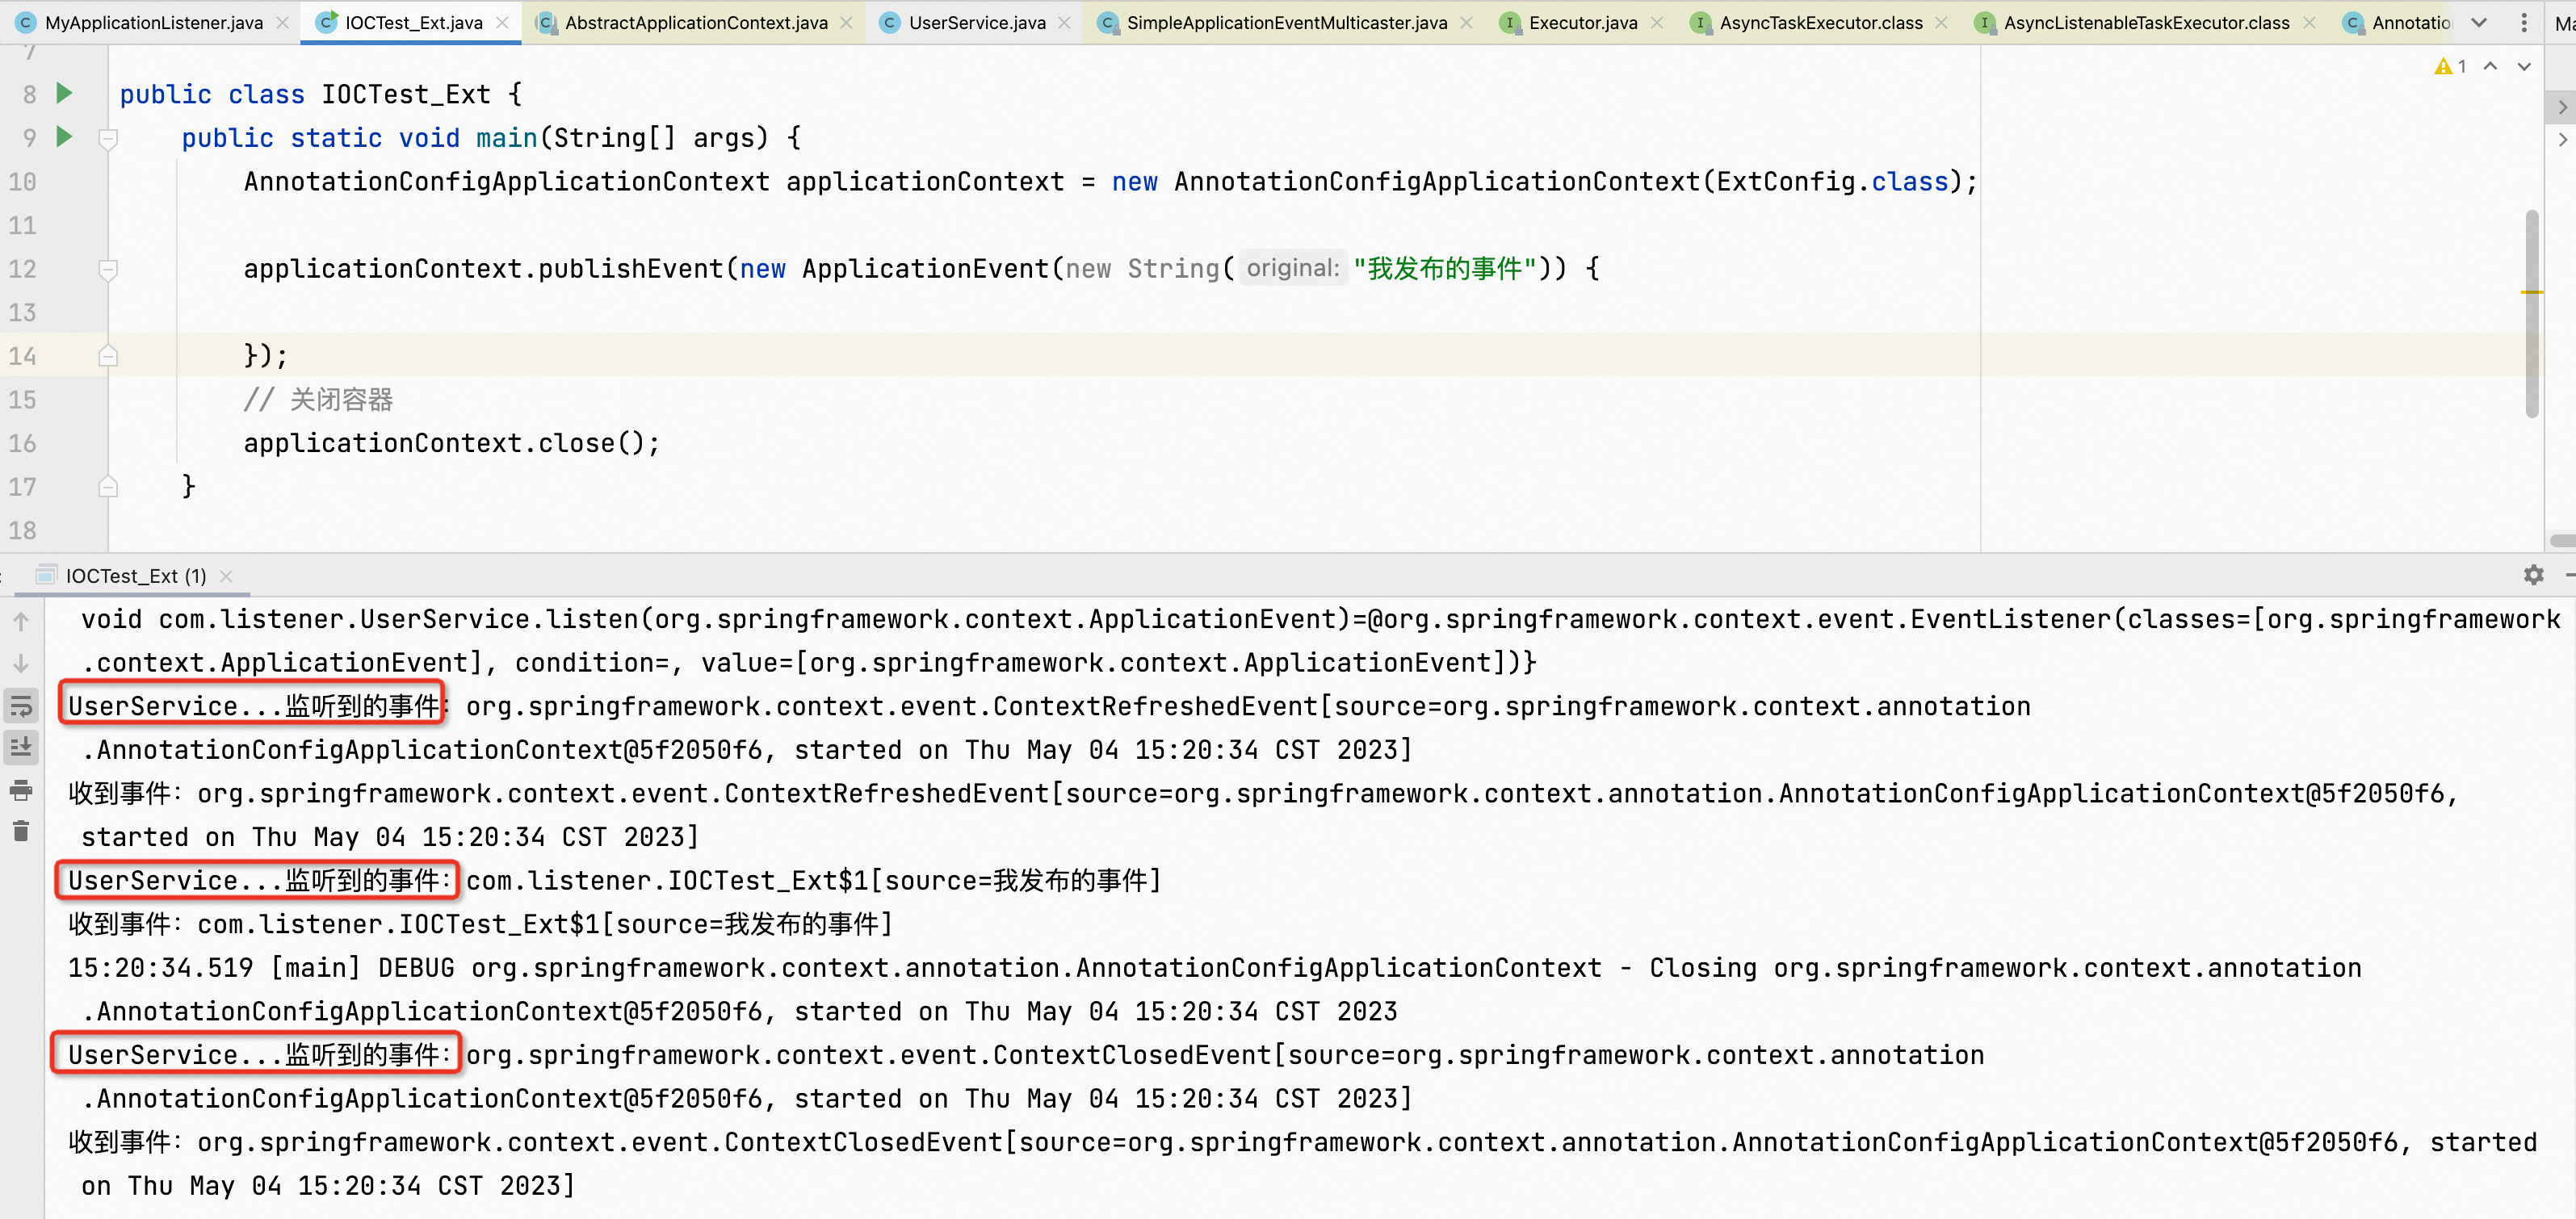 MyApplicationListener.java IOCTest_Ext.java AbstractApplicationContext.java UserService.java SimpleApplicationEventMulticaster.java Executor.java AsyncTaskExecutor.class AsyncListenableTaskExecutor.class Annotatio Ma
7
1
8 public class IOCTest_Ext {
9 public static void main(String[] args) {
10 AnnotationConfigApplicationContext applicationContext = new AnnotationConfigApplicationContext(ExtConfig.class);
11
12 applicationContext.publishEvent(new ApplicationEvent(new String( original: "我发布的事件")) {
13
14 });
15 // 关闭容器
16 applicationContext.close();
17 }
18
: IOCTest_Ext (1)
void com.listener.UserService.listen(org.springframework.context.ApplicationEvent)=@org.springframework.context.event.EventListener(classes=[org.springframework
.context.ApplicationEvent], condition=, value=[org.springframework.context.ApplicationEvent])}
UserService...监听到的事件：org.springframework.context.event.ContextRefreshedEvent[source=org.springframework.context.annotation
.AnnotationConfigApplicationContext@5f2050f6, started on Thu May 04 15:20:34 CST 2023]
收到事件：org.springframework.context.event.ContextRefreshedEvent[source=org.springframework.context.annotation.AnnotationConfigApplicationContext@5f2050f6,
started on Thu May 04 15:20:34 CST 2023]
UserService...监听到的事件：com.listener.IOCTest_Ext$1[source=我发布的事件]
收到事件：com.listener.IOCTest_Ext$1[source=我发布的事件]
15:20:34.519 [main] DEBUG org.springframework.context.annotation.AnnotationConfigApplicationContext - Closing org.springframework.context.annotation
.AnnotationConfigApplicationContext@5f2050f6, started on Thu May 04 15:20:34 CST 2023
UserService...监听到的事件：org.springframework.context.event.ContextClosedEvent[source=org.springframework.context.annotation
.AnnotationConfigApplicationContext@5f2050f6, started on Thu May 04 15:20:34 CST 2023]
收到事件：org.springframework.context.event.ContextClosedEvent[source=org.springframework.context.annotation.AnnotationConfigApplicationContext@5f2050f6, started
on Thu May 04 15:20:34 CST 2023]